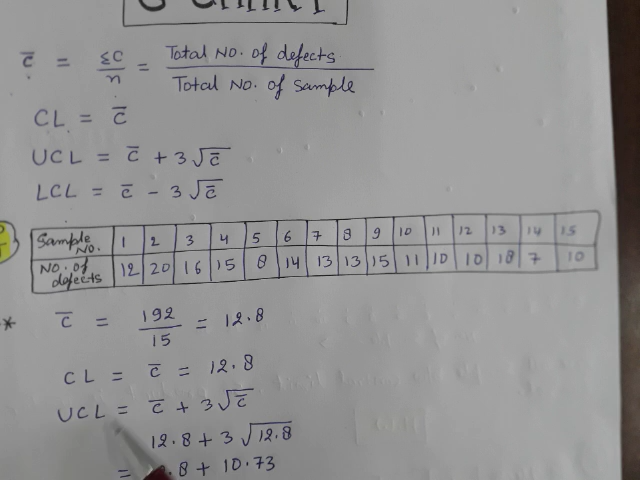 C̄ = ΣC / n = Total No. of defects / Total No. of Sample
CL = C̄
UCL = C̄ + 3√C̄
LCL = C̄ - 3√C̄
Sample No. 1 2 3 4 5 6 7 8 9 10 11 12 13 14 15
No. of defects 12 20 16 15 8 14 13 13 15 11 10 10 18 7 10
* C̄ = 192 / 15 = 12.8
CL = C̄ = 12.8
UCL = C̄ + 3√C̄
12.8 + 3√12.8
= .8 + 10.73